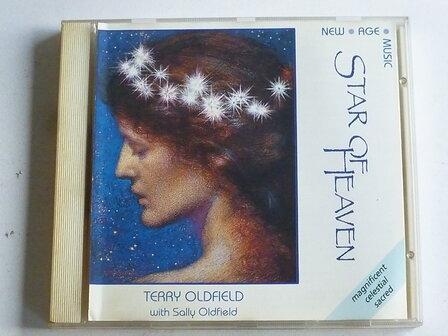 NEW • AGE • MUSIC
STAR OF
HEAVEN
TERRY OLDFIELD
with Sally Oldfield
magnificent
celestial
sacred